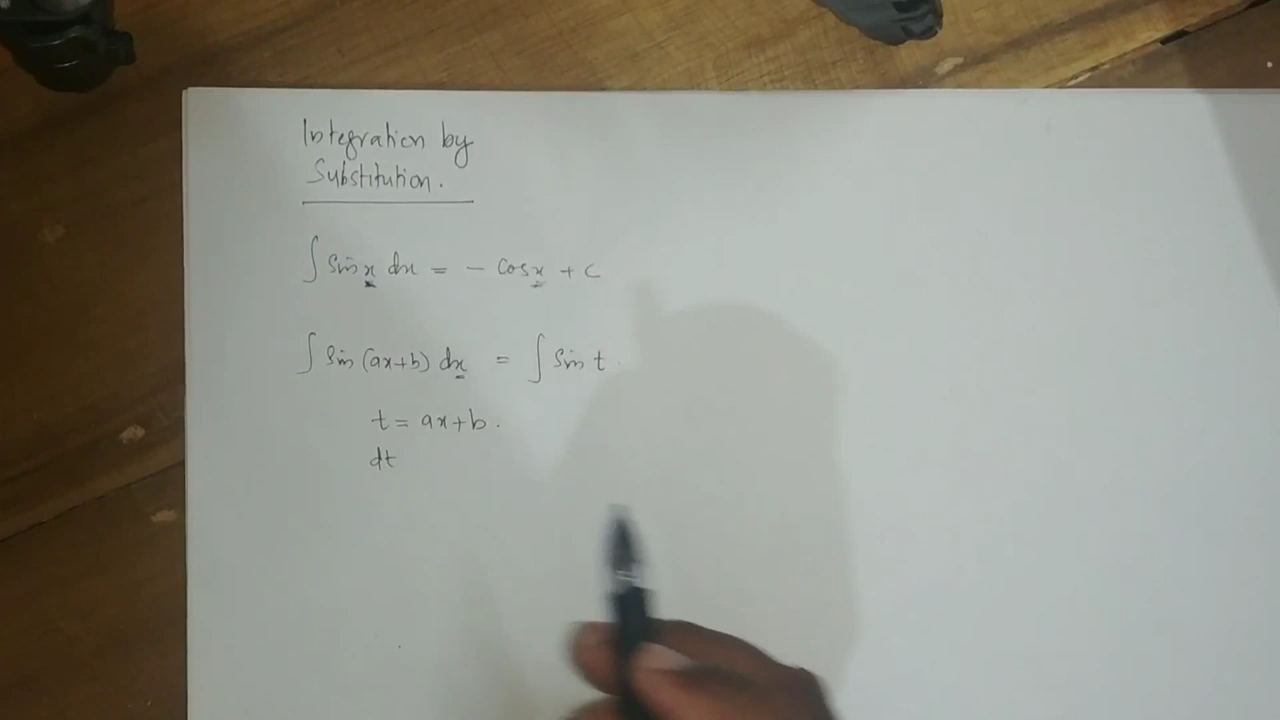 Integration by
Substitution.
∫ sin x dx = - cos x + c
∫ sin (ax+b) dx = ∫ sin t
t = ax+b.
dt